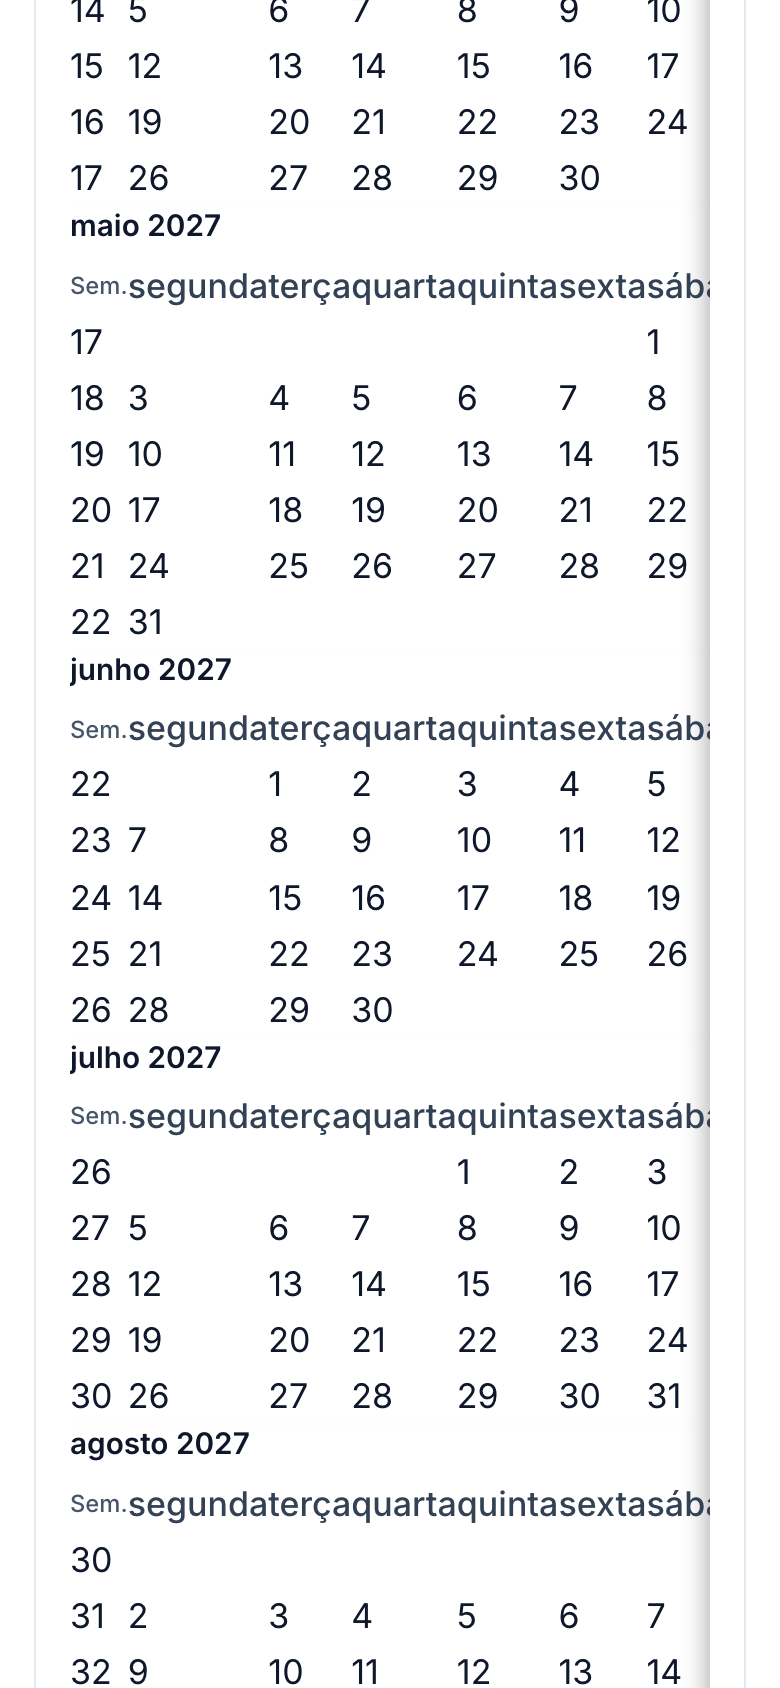 14 5 6 7 8 9 10
15 12 13 14 15 16 17
16 19 20 21 22 23 24
17 26 27 28 29 30
maio 2027
Sem. segunda terça quarta quinta sexta sába
17 1
18 3 4 5 6 7 8
19 10 11 12 13 14 15
20 17 18 19 20 21 22
21 24 25 26 27 28 29
22 31
junho 2027
Sem. segunda terça quarta quinta sexta sába
22 1 2 3 4 5
23 7 8 9 10 11 12
24 14 15 16 17 18 19
25 21 22 23 24 25 26
26 28 29 30
julho 2027
Sem. segunda terça quarta quinta sexta sába
26 1 2 3
27 5 6 7 8 9 10
28 12 13 14 15 16 17
29 19 20 21 22 23 24
30 26 27 28 29 30 31
agosto 2027
Sem. segunda terça quarta quinta sexta sába
30
31 2 3 4 5 6 7
32 9 10 11 12 13 14